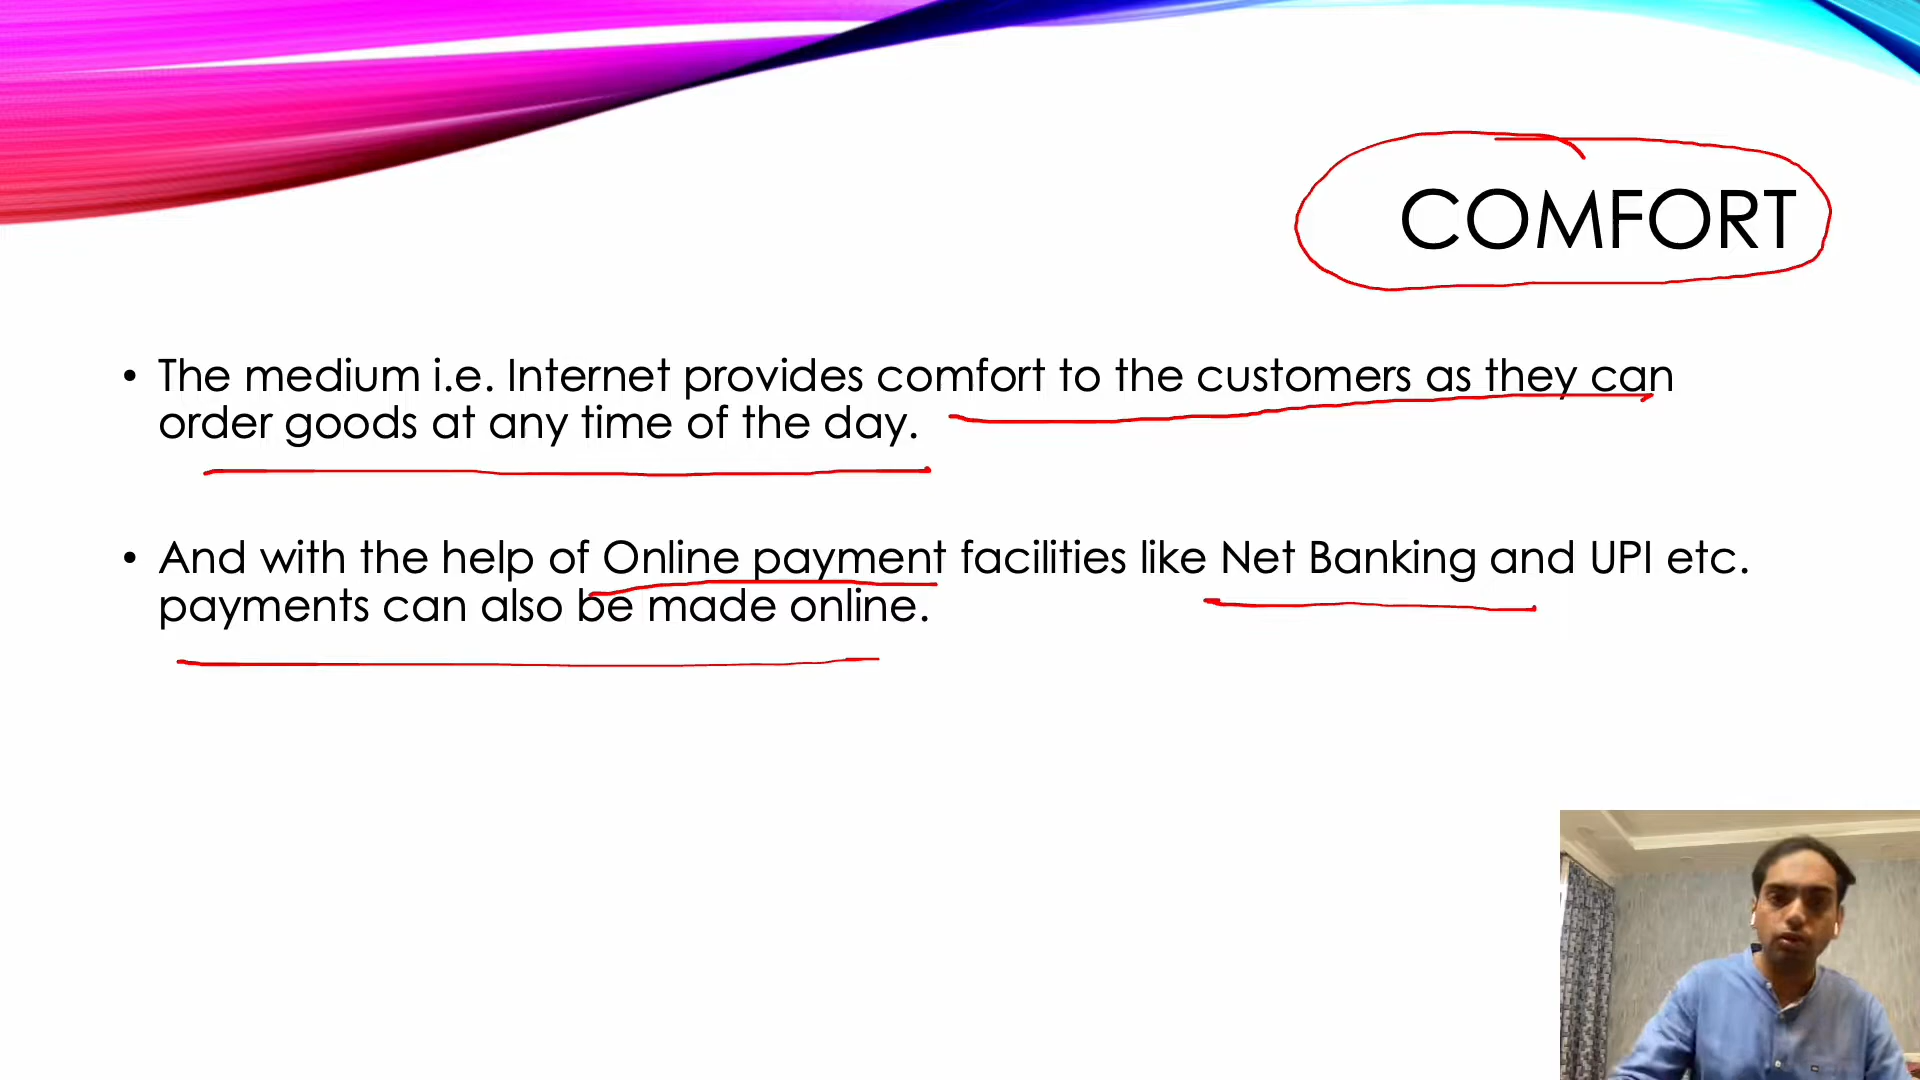 COMFORT
• The medium i.e. Internet provides comfort to the customers as they can
order goods at any time of the day.
• And with the help of Online payment facilities like Net Banking and UPI etc.
payments can also be made online.